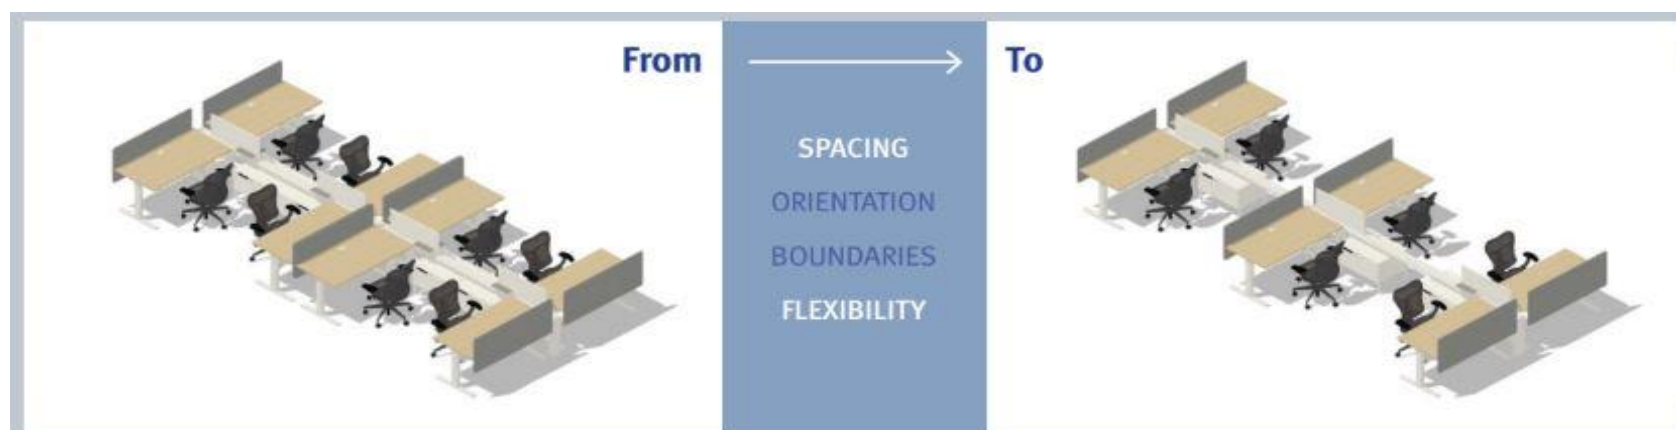 From
To
SPACING
ORIENTATION
BOUNDARIES
FLEXIBILITY